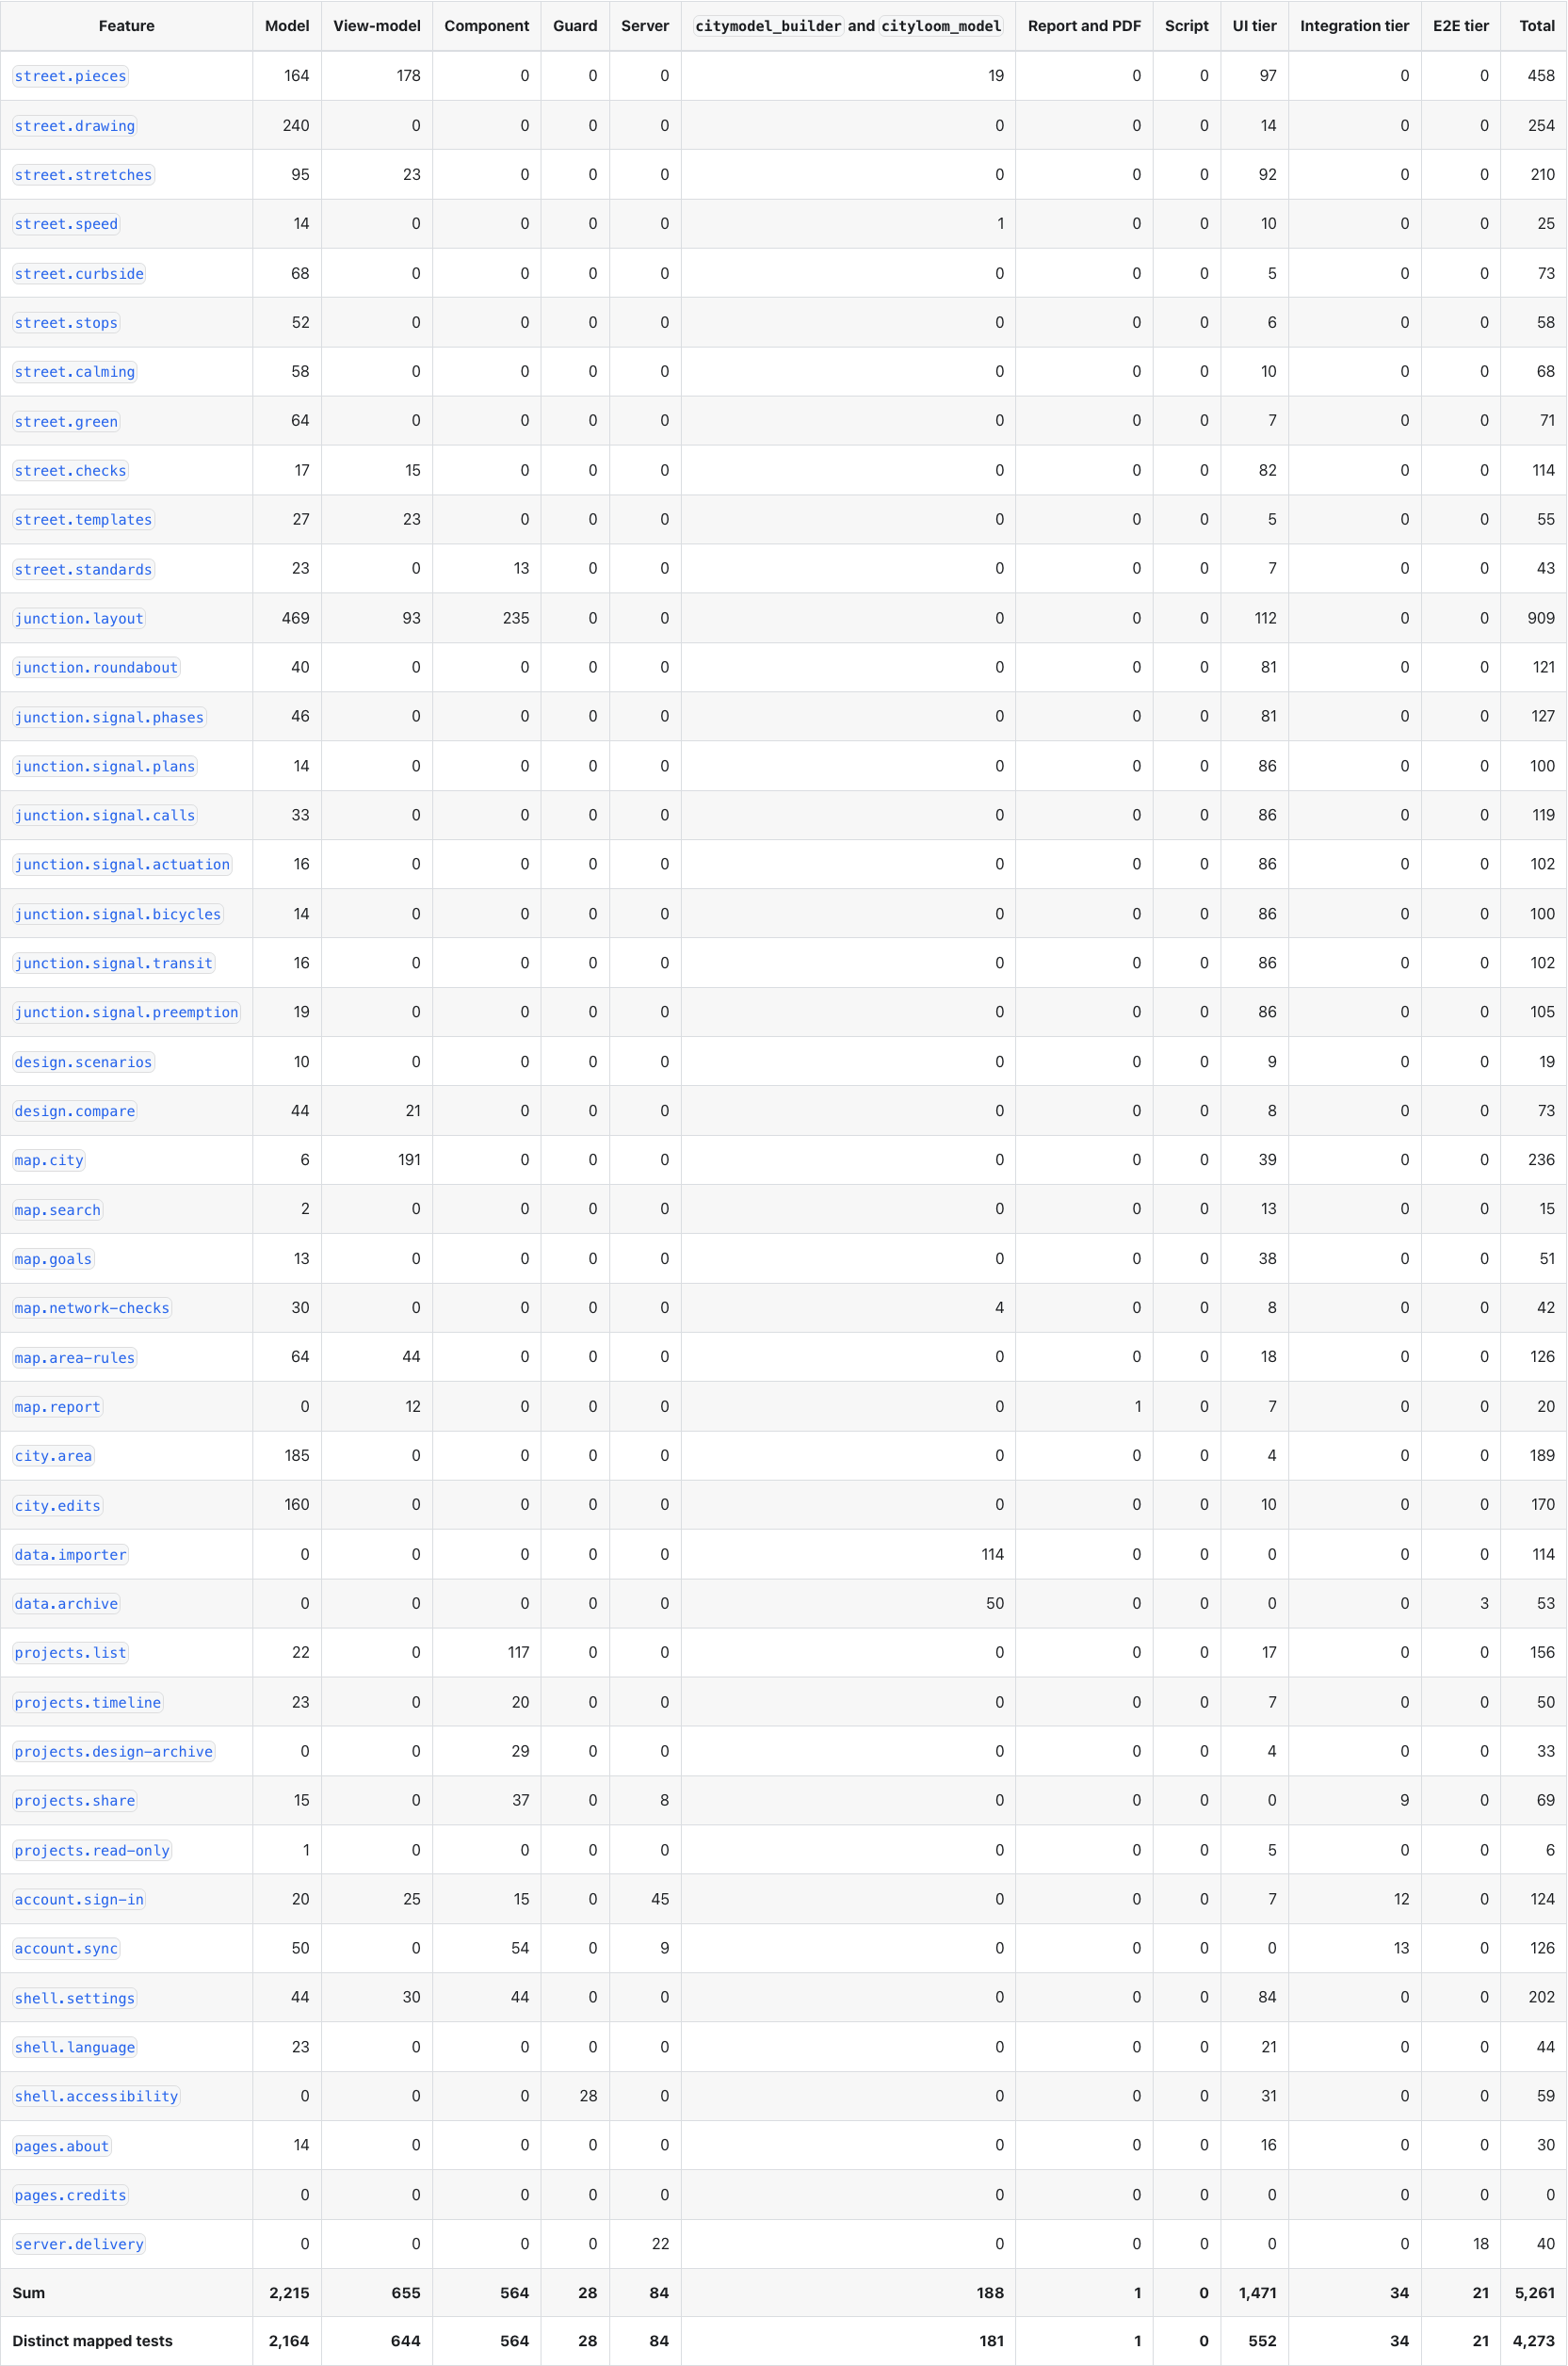 Feature Model View-model Component Guard Server citymodel_builder and cityloom_model Report and PDF Script UI tier Integration tier E2E tier Total
street.pieces 164 178 0 0 0 19 0 0 97 0 0 458
street.drawing 240 0 0 0 0 0 0 0 14 0 0 254
street.stretches 95 23 0 0 0 0 0 0 92 0 0 210
street.speed 14 0 0 0 0 1 0 0 10 0 0 25
street.curbside 68 0 0 0 0 0 0 0 5 0 0 73
street.stops 52 0 0 0 0 0 0 0 6 0 0 58
street.calming 58 0 0 0 0 0 0 0 10 0 0 68
street.green 64 0 0 0 0 0 0 0 7 0 0 71
street.checks 17 15 0 0 0 0 0 0 82 0 0 114
street.templates 27 23 0 0 0 0 0 0 5 0 0 55
street.standards 23 0 13 0 0 0 0 0 7 0 0 43
junction.layout 469 93 235 0 0 0 0 0 112 0 0 909
junction.roundabout 40 0 0 0 0 0 0 0 81 0 0 121
junction.signal.phases 46 0 0 0 0 0 0 0 81 0 0 127
junction.signal.plans 14 0 0 0 0 0 0 0 86 0 0 100
junction.signal.calls 33 0 0 0 0 0 0 0 86 0 0 119
junction.signal.actuation 16 0 0 0 0 0 0 0 86 0 0 102
junction.signal.bicycles 14 0 0 0 0 0 0 0 86 0 0 100
junction.signal.transit 16 0 0 0 0 0 0 0 86 0 0 102
junction.signal.preemption 19 0 0 0 0 0 0 0 86 0 0 105
design.scenarios 10 0 0 0 0 0 0 0 9 0 0 19
design.compare 44 21 0 0 0 0 0 0 8 0 0 73
map.city 6 191 0 0 0 0 0 0 39 0 0 236
map.search 2 0 0 0 0 0 0 0 13 0 0 15
map.goals 13 0 0 0 0 0 0 0 38 0 0 51
map.network-checks 30 0 0 0 0 4 0 0 8 0 0 42
map.area-rules 64 44 0 0 0 0 0 0 18 0 0 126
map.report 0 12 0 0 0 0 1 0 7 0 0 20
city.area 185 0 0 0 0 0 0 0 4 0 0 189
city.edits 160 0 0 0 0 0 0 0 10 0 0 170
data.importer 0 0 0 0 0 114 0 0 0 0 0 114
data.archive 0 0 0 0 0 50 0 0 0 0 3 53
projects.list 22 0 117 0 0 0 0 0 17 0 0 156
projects.timeline 23 0 20 0 0 0 0 0 7 0 0 50
projects.design-archive 0 0 29 0 0 0 0 0 4 0 0 33
projects.share 15 0 37 0 8 0 0 0 0 9 0 69
projects.read-only 1 0 0 0 0 0 0 0 5 0 0 6
account.sign-in 20 25 15 0 45 0 0 0 7 12 0 124
account.sync 50 0 54 0 9 0 0 0 0 13 0 126
shell.settings 44 30 44 0 0 0 0 0 84 0 0 202
shell.language 23 0 0 0 0 0 0 0 21 0 0 44
shell.accessibility 0 0 0 28 0 0 0 0 31 0 0 59
pages.about 14 0 0 0 0 0 0 0 16 0 0 30
pages.credits 0 0 0 0 0 0 0 0 0 0 0 0
server.delivery 0 0 0 0 22 0 0 0 0 0 18 40
Sum 2,215 655 564 28 84 188 1 0 1,471 34 21 5,261
Distinct mapped tests 2,164 644 564 28 84 181 1 0 552 34 21 4,273